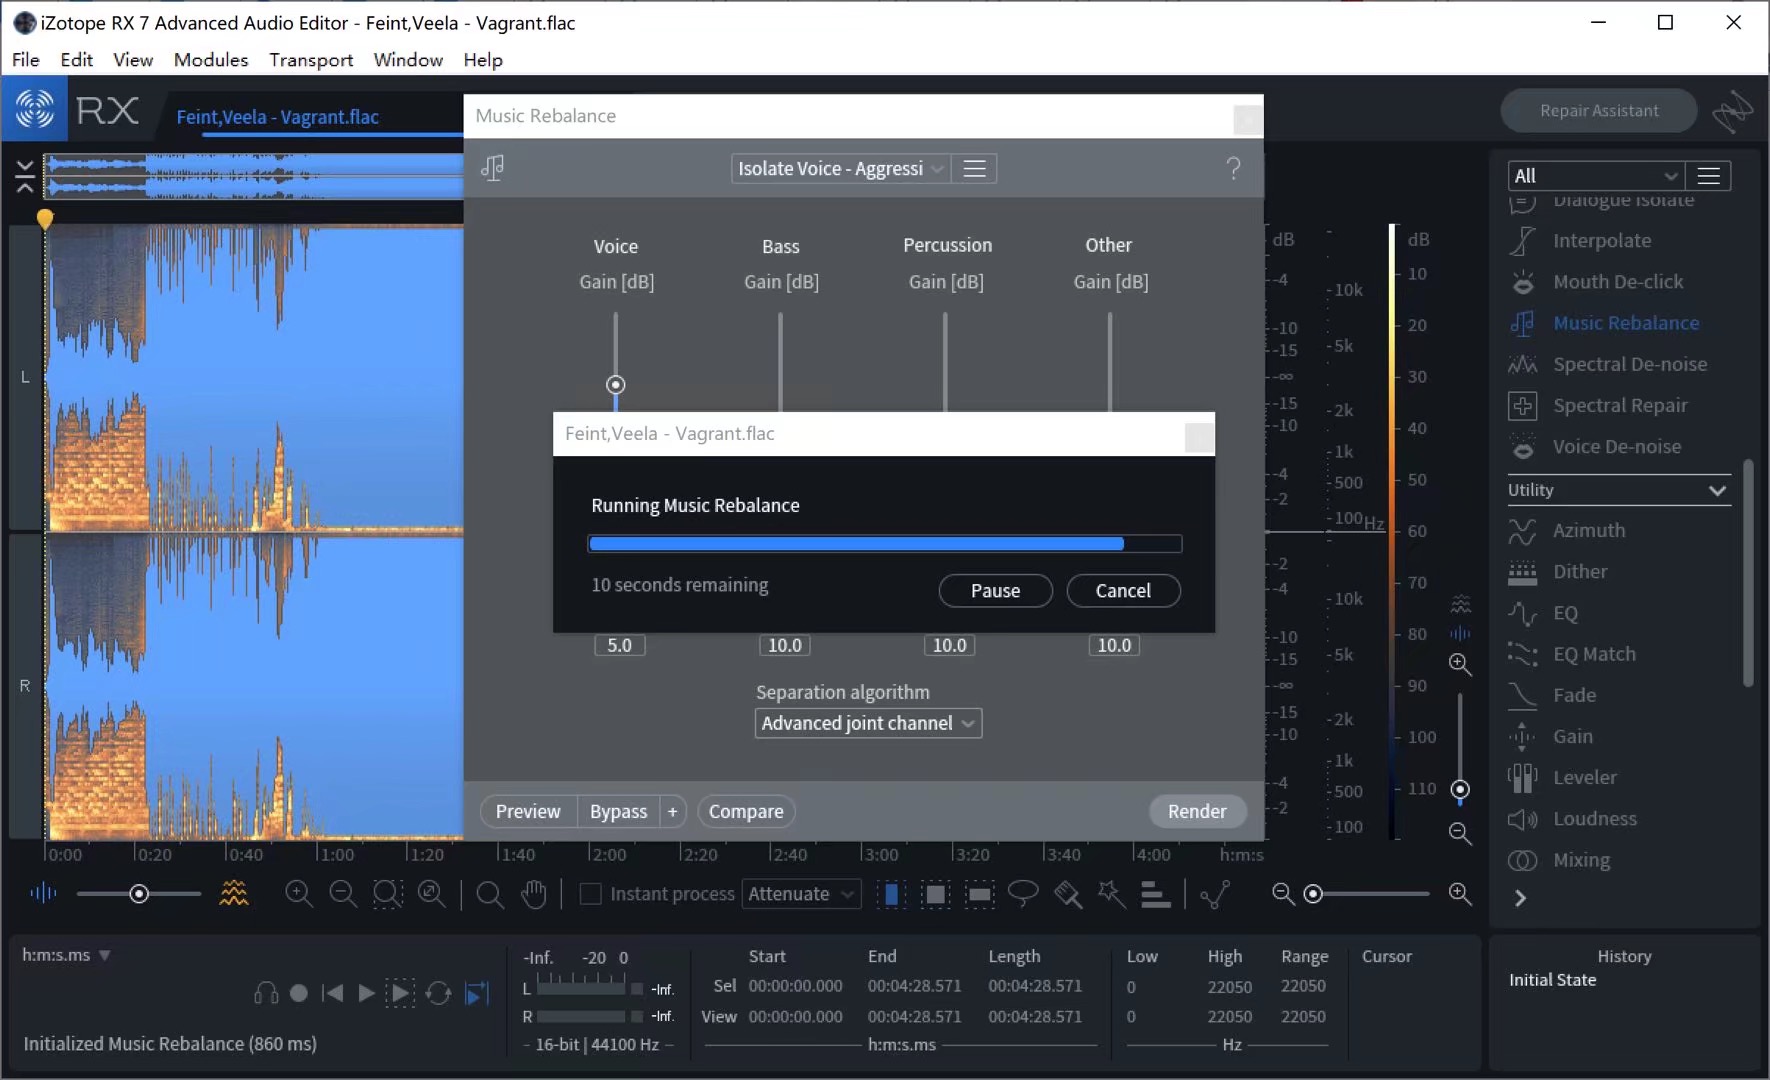 iZotope RX 7 Advanced Audio Editor - Feint,Veela - Vagrant.flac
File Edit View Modules Transport Window Help
RX
Feint,Veela - Vagrant.flac
Repair Assistant
Music Rebalance
Isolate Voice - Aggressi
?
Voice Bass Percussion Other
Gain [dB] Gain [dB] Gain [dB] Gain [dB]
Feint,Veela - Vagrant.flac
Running Music Rebalance
10 seconds remaining
Pause Cancel
5.0 10.0 10.0 10.0
Separation algorithm
Advanced joint channel
Preview Bypass + Compare Render
L
R
dB
-4
-10
-15
-∞
-15
-10
-4
-2
-2
-4
-10
-15
-∞
-15
-10
-4
-2
-10k
-5k
-2k
-1k
-500
-100
Hz
-10k
-5k
-2k
-1k
-500
-100
dB
10
20
30
40
50
60
70
80
90
100
110
All
Dialogue Isolate
Interpolate
Mouth De-click
Music Rebalance
Spectral De-noise
Spectral Repair
Voice De-noise
Utility
Azimuth
Dither
EQ
EQ Match
Fade
Gain
Leveler
Loudness
Mixing
0:00 0:20 0:40 1:00 1:20 1:40 2:00 2:20 2:40 3:00 3:20 3:40 4:00 h:m:s
Instant process Attenuate
h:m:s.ms
Initialized Music Rebalance (860 ms)
-Inf. -20 0
L -Inf.
R -Inf.
16-bit | 44100 Hz
Start End Length
Sel 00:00:00.000 00:04:28.571 00:04:28.571
View 00:00:00.000 00:04:28.571 00:04:28.571
h:m:s.ms
Low High Range
0 22050 22050
0 22050 22050
Hz
Cursor
History
Initial State